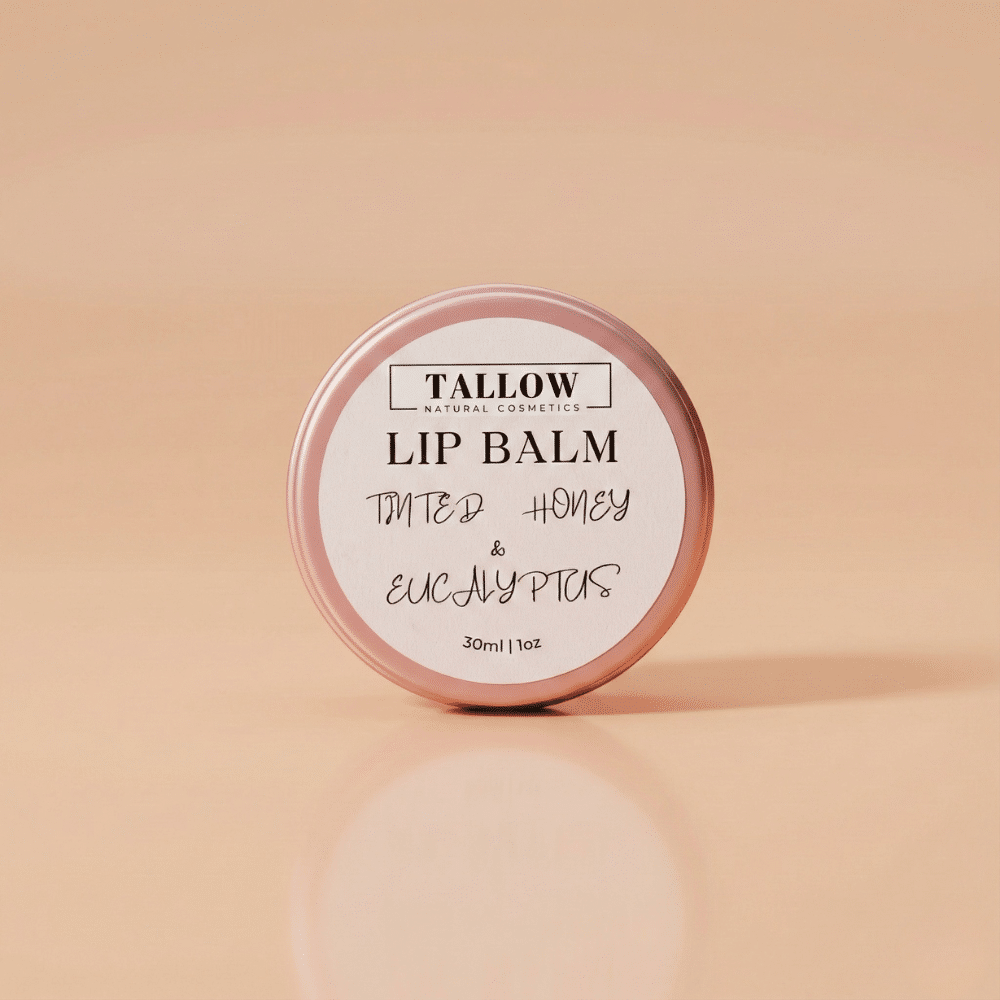 TALLOW
NATURAL COSMETICS
LIP BALM
TINTED HONEY
&
EUCALYPTUS
30ml | 1oz